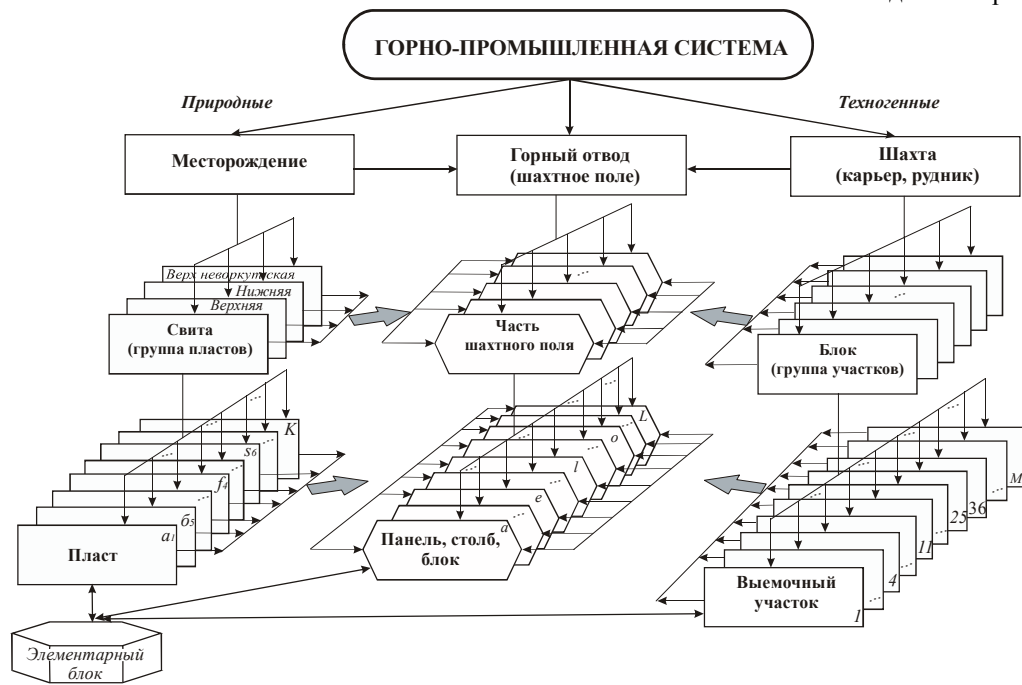 ГОРНО-ПРОМЫШЛЕННАЯ СИСТЕМА
Природные
Техногенные
Месторождение
Горный отвод
(шахтное поле)
Шахта
(карьер, рудник)
Верх неворкутская
Нижняя
Верхняя
Свита
(группа пластов)
...
Часть
шахтного поля
...
Блок
(группа участков)
K
s6
f4
б5
a1
Пласт
L
o
l
e
a
Панель, столб,
блок
M
36
25
11
4
1
Выемочный
участок
Элементарный
блок